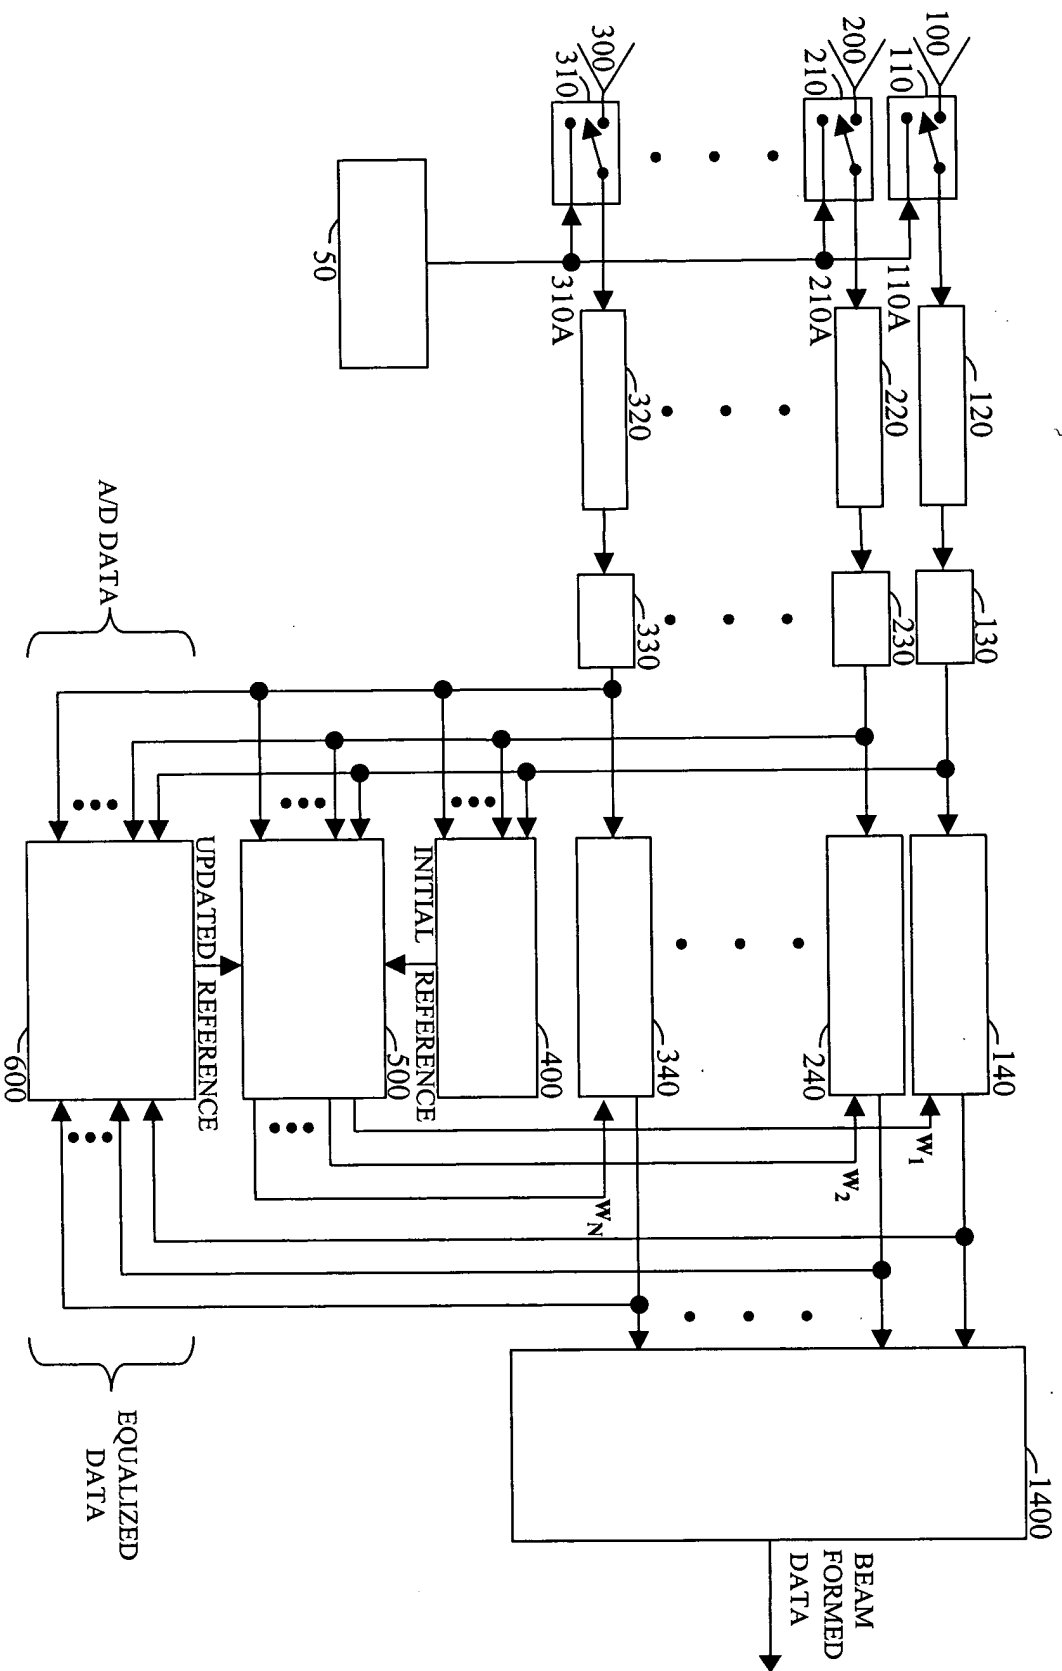 100
110
110A
120
130
140
W1
200
210
210A
220
230
240
W2
300
310
310A
320
330
340
WN
50
400
INITIAL REFERENCE
500
UPDATED REFERENCE
600
A/D DATA
EQUALIZED
DATA
1400
BEAM
FORMED
DATA